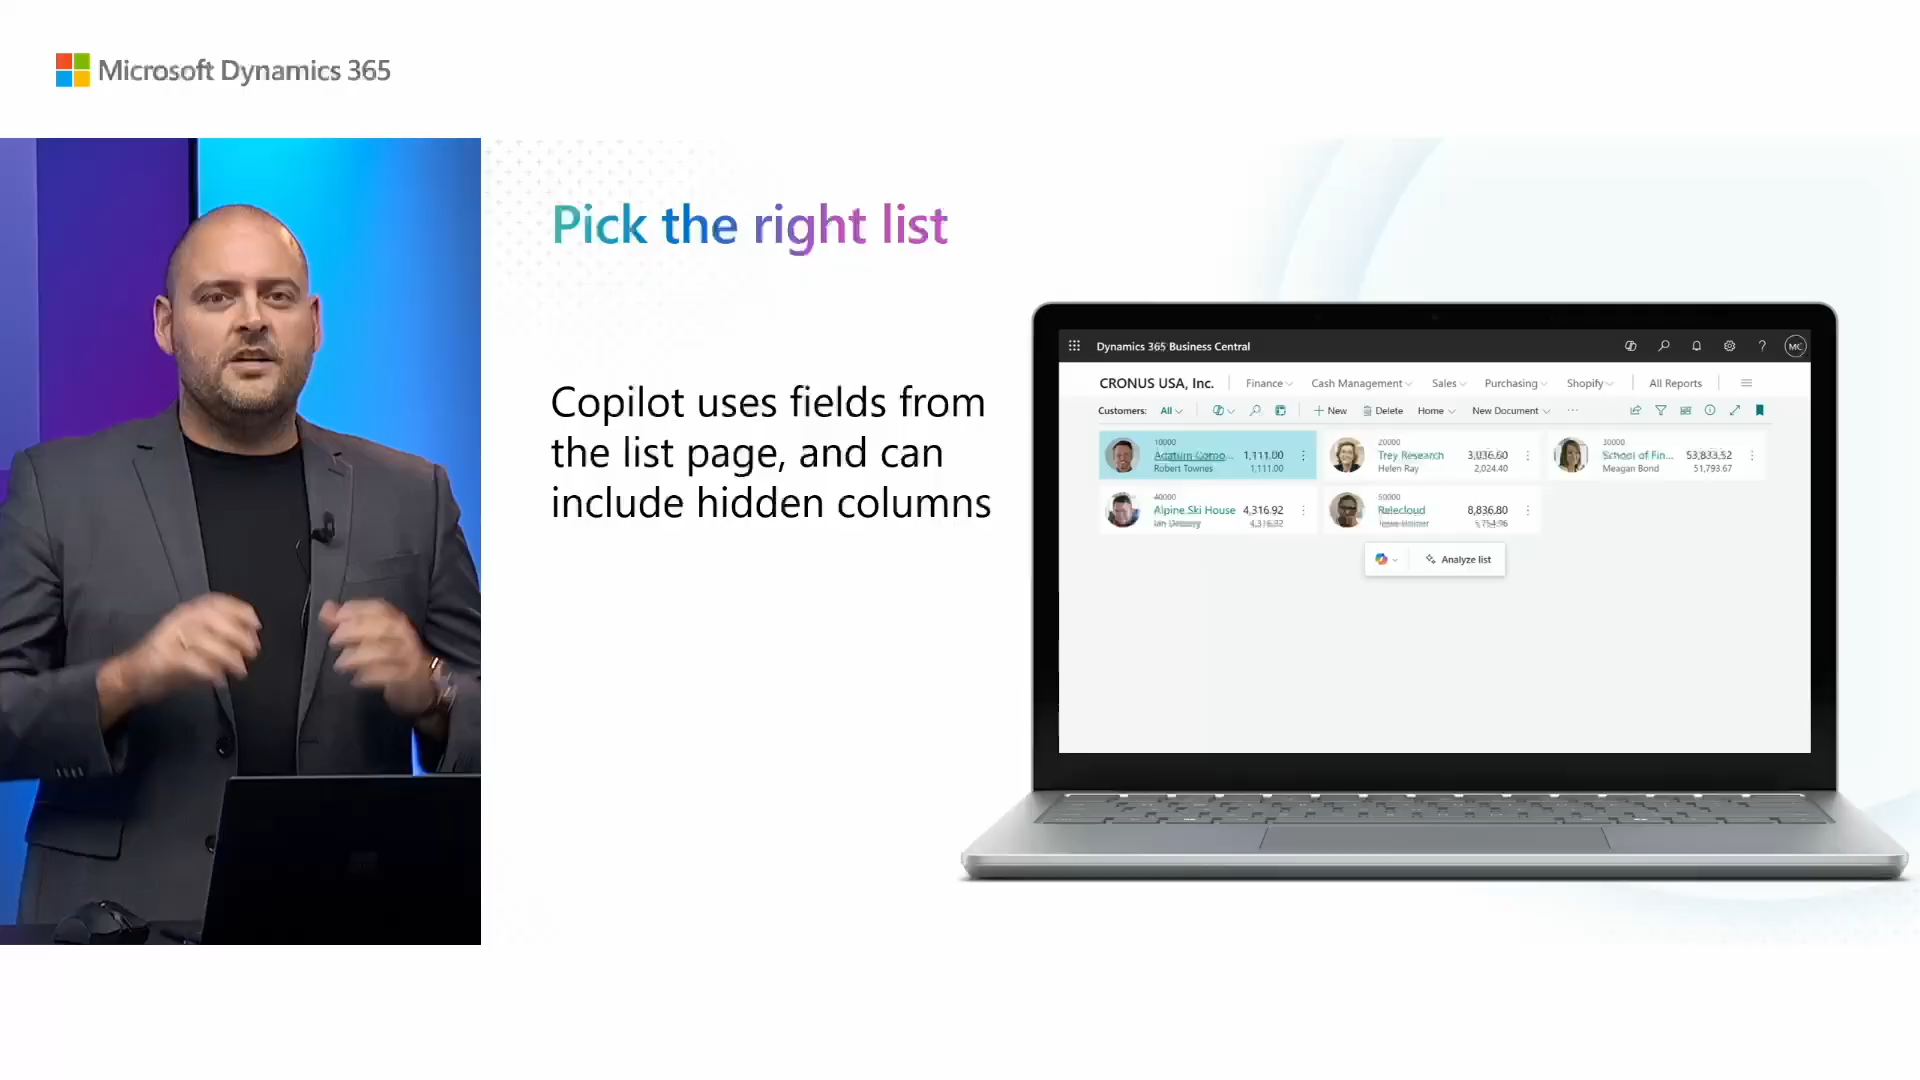 Microsoft Dynamics 365
Pick the right list
Copilot uses fields from
the list page, and can
include hidden columns
Dynamics 365 Business Central
? MC
CRONUS USA, Inc. Finance Cash Management Sales Purchasing Shopify All Reports
Customers: All + New Delete Home New Document ...
10000
1,111.00
Robert Townes 1,111.00
20000
Trey Research 3,036.60
Helen Ray 2,024.40
30000
School of Fin... 53,833.52
Meagan Bond 51,793.67
40000
Alpine Ski House 4,316.92
50000
Relecloud 8,836.80
Analyze list